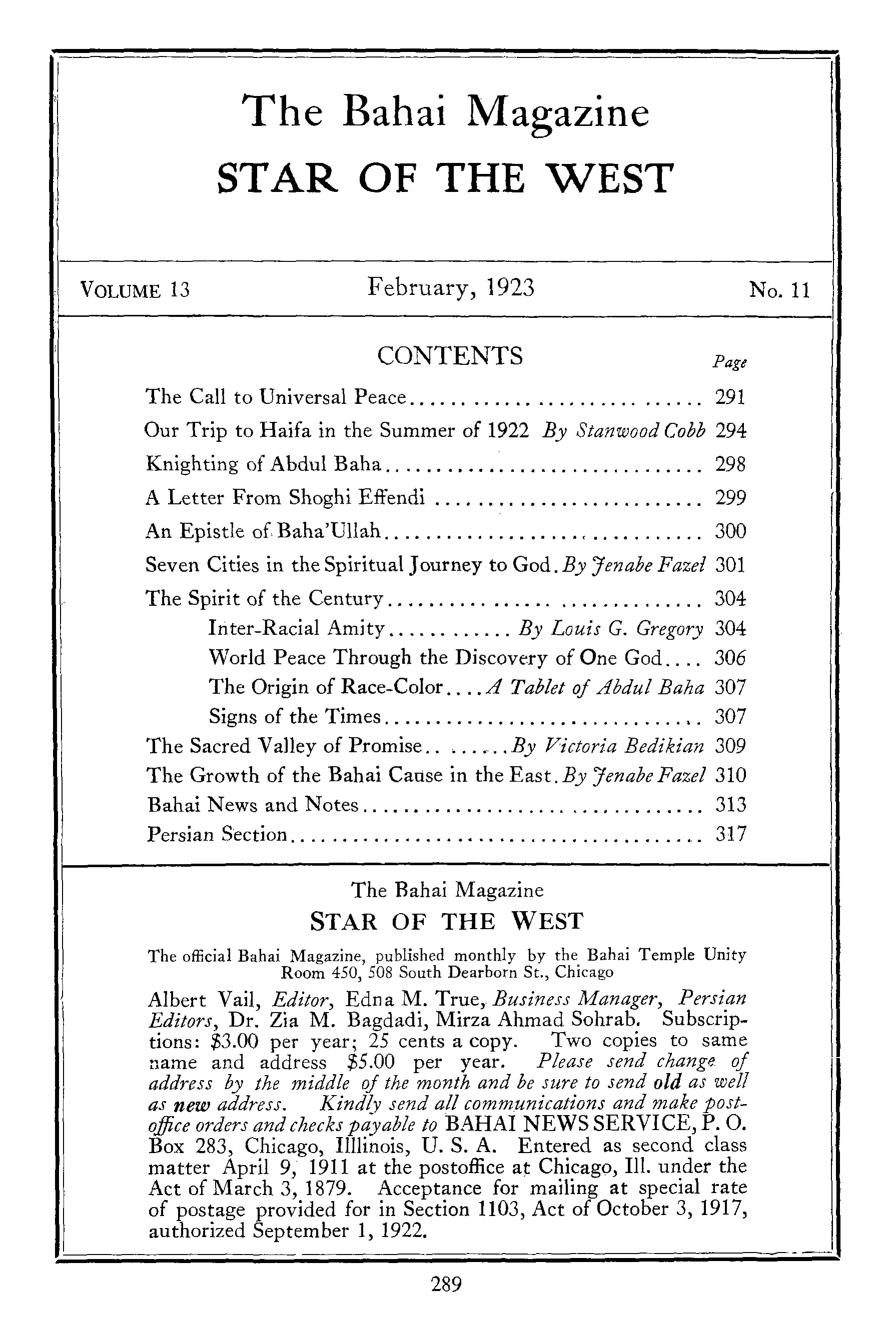 The Bahai Magazine
STAR OF THE WEST
VOLUME 13 February, 1923 No. 11
CONTENTS Page
The Call to Universal Peace............................. 291
Our Trip to Haifa in the Summer of 1922 By Stanwood Cobb 294
Knighting of Abdul Baha................................ 298
A Letter From Shoghi Effendi ........................... 299
An Epistle of Baha'Ullah................................ 300
Seven Cities in the Spiritual Journey to God. By Jenabe Fazel 301
The Spirit of the Century................................ 304
Inter-Racial Amity............ By Louis G. Gregory 304
World Peace Through the Discovery of One God.... 306
The Origin of Race-Color.... A Tablet of Abdul Baha 307
Signs of the Times................................ 307
The Sacred Valley of Promise......... By Victoria Bedikian 309
The Growth of the Bahai Cause in the East. By Jenabe Fazel 310
Bahai News and Notes.................................. 313
Persian Section......................................... 317
The Bahai Magazine
STAR OF THE WEST
The official Bahai Magazine, published monthly by the Bahai Temple Unity
Room 450, 508 South Dearborn St., Chicago
Albert Vail, Editor, Edna M. True, Business Manager, Persian
Editors, Dr. Zia M. Bagdadi, Mirza Ahmad Sohrab. Subscrip-
tions: $3.00 per year; 25 cents a copy. Two copies to same
name and address $5.00 per year. Please send change of
address by the middle of the month and be sure to send old as well
as new address. Kindly send all communications and make post-
office orders and checks payable to BAHAI NEWS SERVICE, P. O.
Box 283, Chicago, Illlinois, U. S. A. Entered as second class
matter April 9, 1911 at the postoffice at Chicago, Ill. under the
Act of March 3, 1879. Acceptance for mailing at special rate
of postage provided for in Section 1103, Act of October 3, 1917,
authorized September 1, 1922.
289